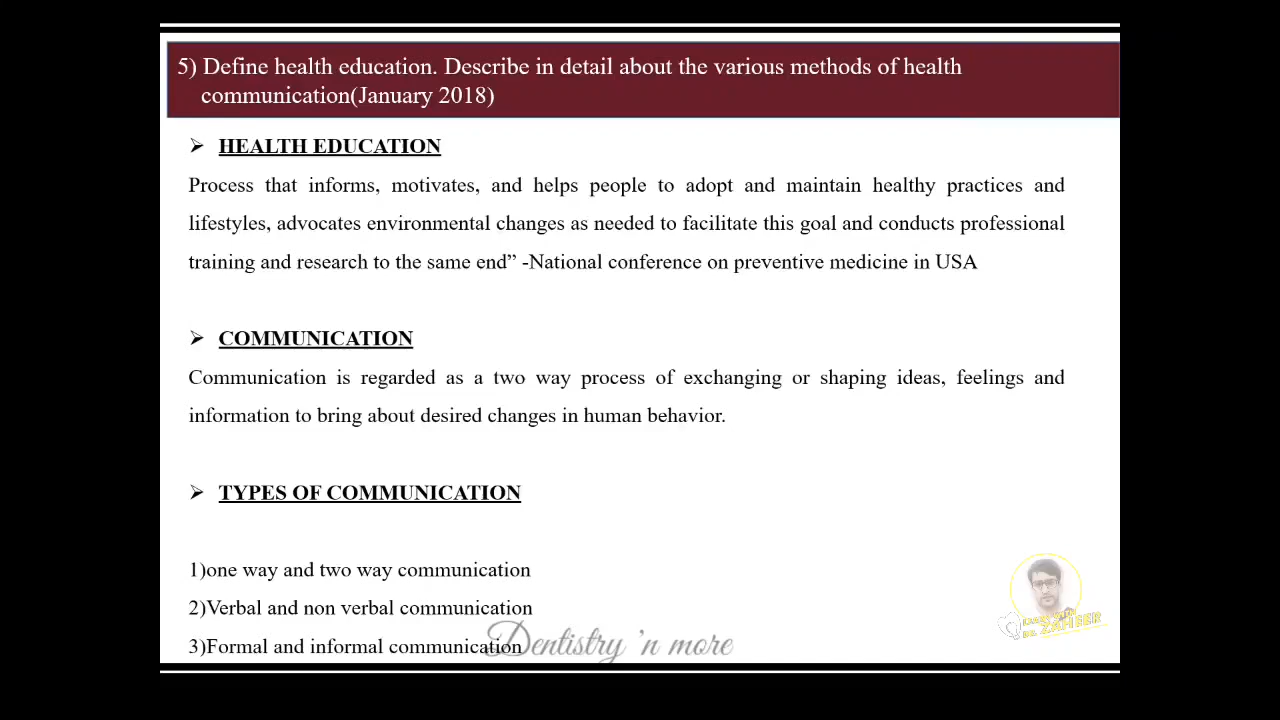 5) Define health education. Describe in detail about the various methods of health
communication(January 2018)
➢ HEALTH EDUCATION
Process that informs, motivates, and helps people to adopt and maintain healthy practices and
lifestyles, advocates environmental changes as needed to facilitate this goal and conducts professional
training and research to the same end” -National conference on preventive medicine in USA
➢ COMMUNICATION
Communication is regarded as a two way process of exchanging or shaping ideas, feelings and
information to bring about desired changes in human behavior.
➢ TYPES OF COMMUNICATION
1)one way and two way communication
2)Verbal and non verbal communication
3)Formal and informal communication
Dentistry 'n more
LEARN WITH
DR. ZAHEER